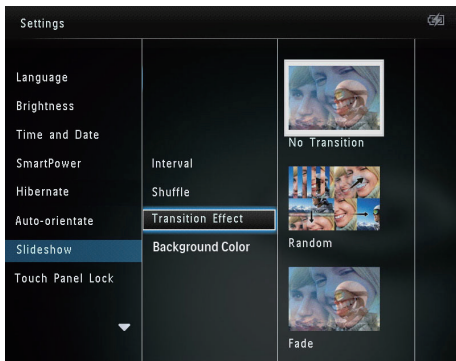 Settings
Language
Brightness
Time and Date
SmartPower
Hibernate
Auto-orientate
Slideshow
Touch Panel Lock
Interval
Shuffle
Transition Effect
Background Color
No Transition
Random
Fade